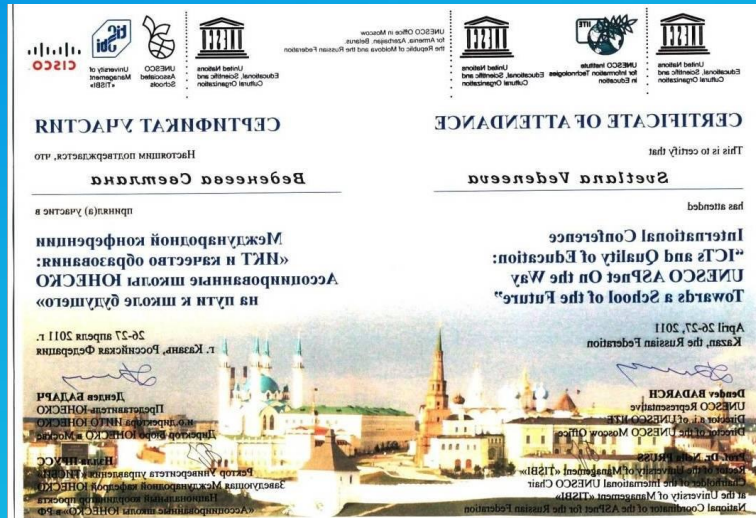 United Nations
Educational, Scientific and
Cultural Organization
IITE
UNESCO Institute
for Information Technologies
in Education
United Nations
Educational, Scientific and
Cultural Organization
UNESCO Office in Moscow
for Armenia, Azerbaijan, Belarus,
the Republic of Moldova and the Russian Federation
United Nations
Educational, Scientific and
Cultural Organization
UNESCO
Associated
Schools
University of
Management
«TISBI»
CISCO
CERTIFICATE OF ATTENDANCE
This is to certify that
Svetlana Vedeneeva
has attended
International Conference
“ICTs and Quality of Education:
UNESCO ASPnet On the Way
Towards a School of the Future”
April 26-27, 2011
Kazan, the Russian Federation
Dendev BADARCH
UNESCO Representative
Director a.i. of UNESCO IITE
Director of the UNESCO Moscow Office
Prof. Dr. Nella PRUSS
Rector of the University of Management «TISBI»
Chairholder of the International UNESCO Chair
at the University of Management «TISBI»
National Coordinator of the ASPnet for the Russian Federation
СЕРТИФИКАТ УЧАСТИЯ
Настоящим подтверждается, что
Веденеева Светлана
принял(а) участие в
Международной конференции
«ИКТ и качество образования:
Ассоциированные школы ЮНЕСКО
на пути к школе будущего»
26-27 апреля 2011 г.
г. Казань, Российская Федерация
Дендев БАДАРЧ
Представитель ЮНЕСКО
и.о.директора ИИТО ЮНЕСКО
Директор Бюро ЮНЕСКО в Москве
Нелля ПРУСС
Ректор Университета управления «ТИСБИ»
Заведующая Международной кафедрой ЮНЕСКО
Национальный координатор проекта
«Ассоциированные школы ЮНЕСКО» в РФ